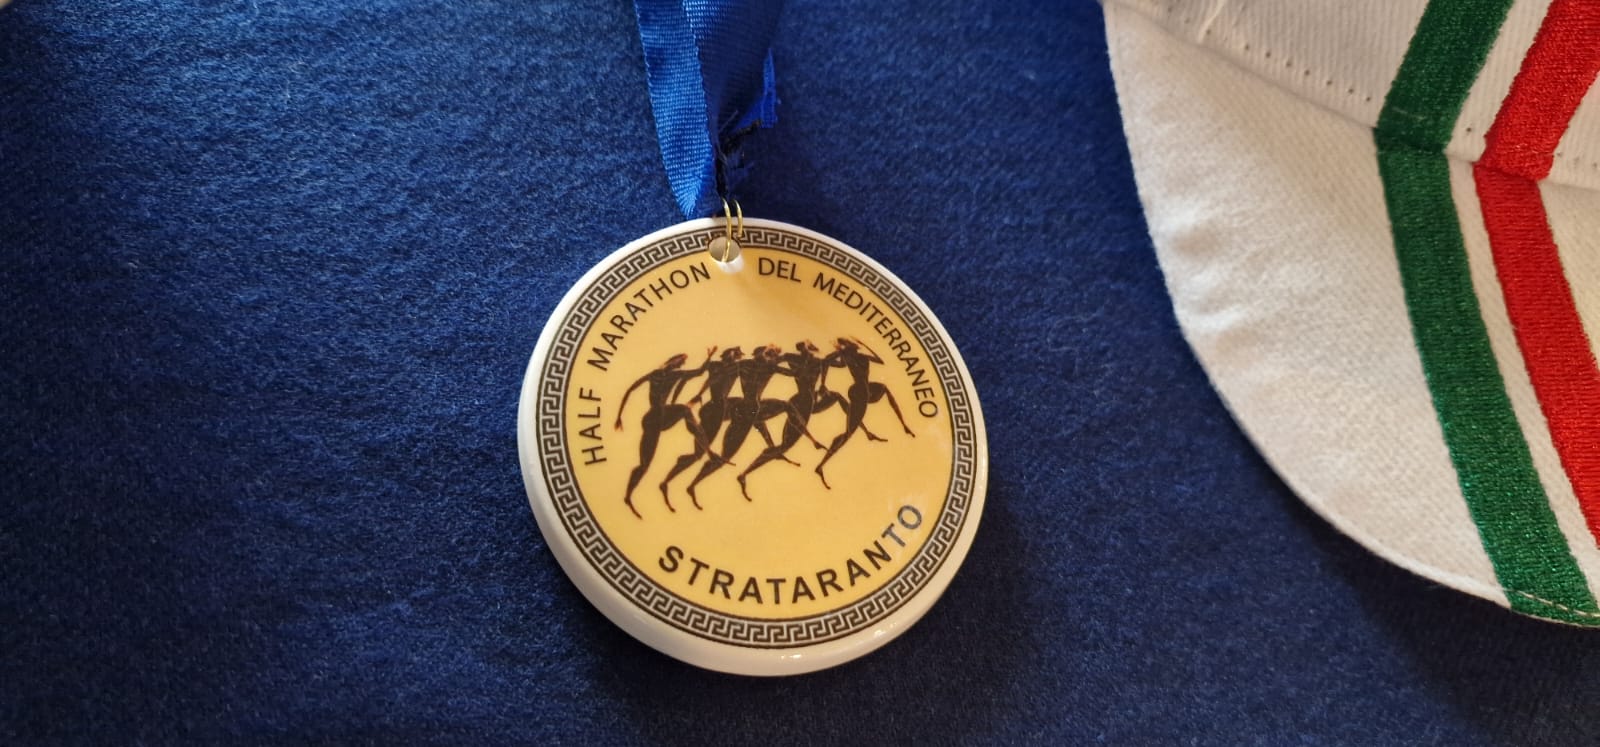 HALF MARATHON DEL MEDITERRANEO
STRATARANTO